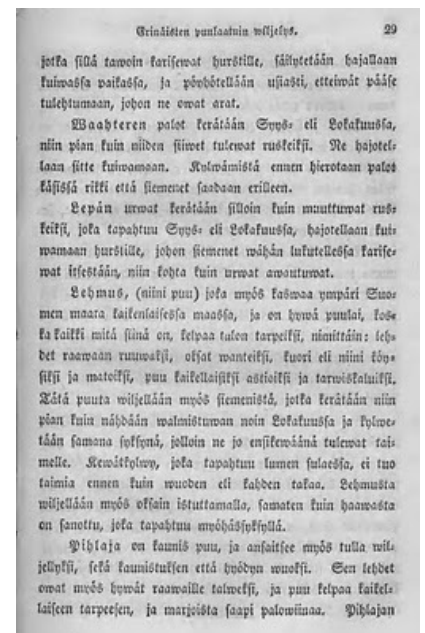 Erinäisten puulaatuin wiljelys. 29
jotka sillä tawoin karisewat hurstille, säilytetään hajallaan
kuiwassa paikassa, ja pöyhötellään usiasti, etteiwät pääse
tulehtumaan, johon ne owat arat.
Waahteren palot kerätään Syys- eli Lokakuussa,
niin pian kuin niiden siiwet tulewat ruskeiksi. Ne hajotel-
laan sitte kuiwamaan. Kylwämistä ennen hierotaan palot
käsissä rikki että siemenet saadaan erilleen.
Lepän urwat kerätään silloin kuin muuttuwat rus-
keiksi, joka tapahtuu Syys- eli Lokakuussa, hajotellaan kui-
wamaan hurstille, johon siemenet wähän lukutellessa karise-
wat itsestään, niin kohta kuin urwat awautuwat.
Lehmus, (niini puu) joka myös kaswaa ympäri Suo-
men maata kaikenlaisessa maassa, ja on hywä puulai, kos-
ka kaikki mitä siinä on, kelpaa talon tarpeiksi, nimittäin: leh-
det raawaan ruuwaksi, oksat wanteiksi, kuori eli niini köy-
siksi ja matoiksi, puu kaikellaisiksi astioiksi ja tarwiskaluiksi.
Tätä puuta wiljellään myös siemenistä, jotka kerätään niin
pian kuin nähdään walmistuwan noin Lokakuussa ja kylwe-
tään samana syksynä, jolloin ne jo ensikewäänä tulewat tai-
melle. Kewätkylwy, joka tapahtuu lumen sulaessa, ei tuo
taimia ennen kuin wuoden eli kahden takaa. Lehmusta
wiljellään myös oksain istuttamalla, samaten kuin haawasta
on sanottu, joka tapahtuu myöhässyksyllä.
Pihlaja on kaunis puu, ja ansaitsee myös tulla wil-
jellyksi, sekä kaunistuksen että hyödyn wuoksi. Sen lehdet
owat myös hywät raawaille talweksi, ja puu kelpaa kaikel-
laiseen tarpeesen, ja marjoista saapi palowiinaa. Pihlajan